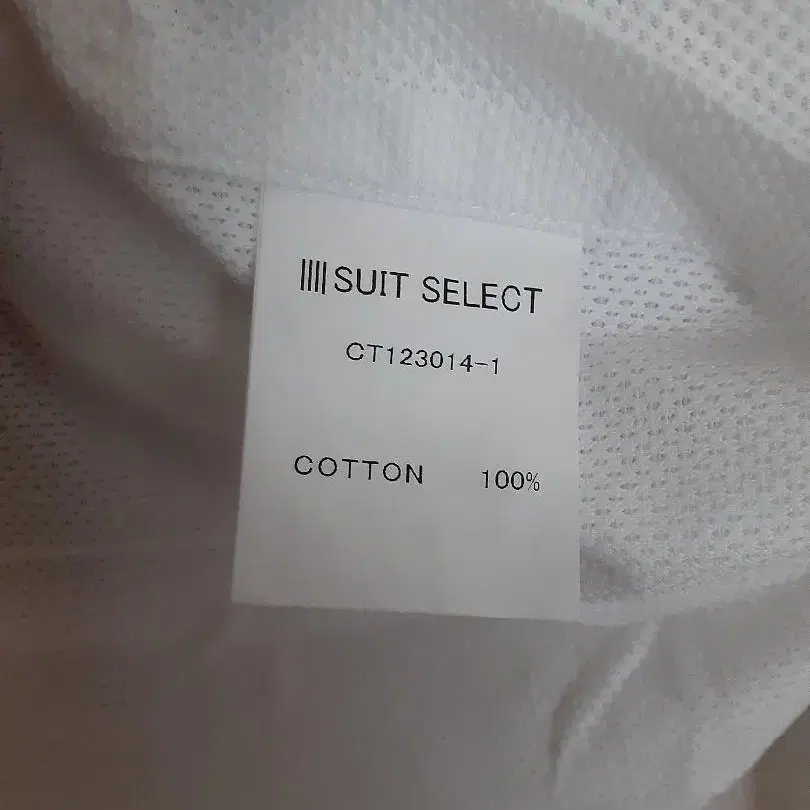 SUIT SELECT
CT123014-1
COTTON 100%